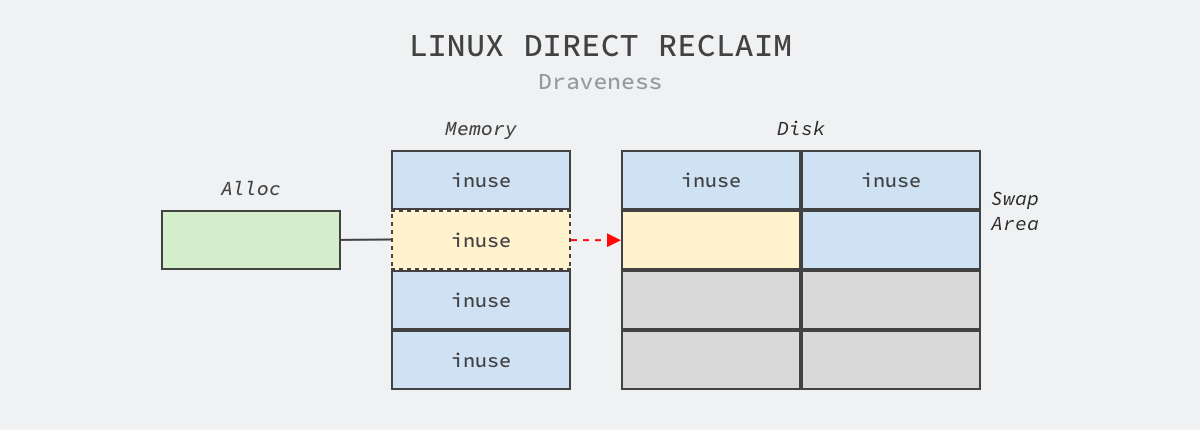 LINUX DIRECT RECLAIM
Draveness
Memory
Disk
Alloc
inuse
inuse
inuse
inuse
inuse
inuse
Swap
Area